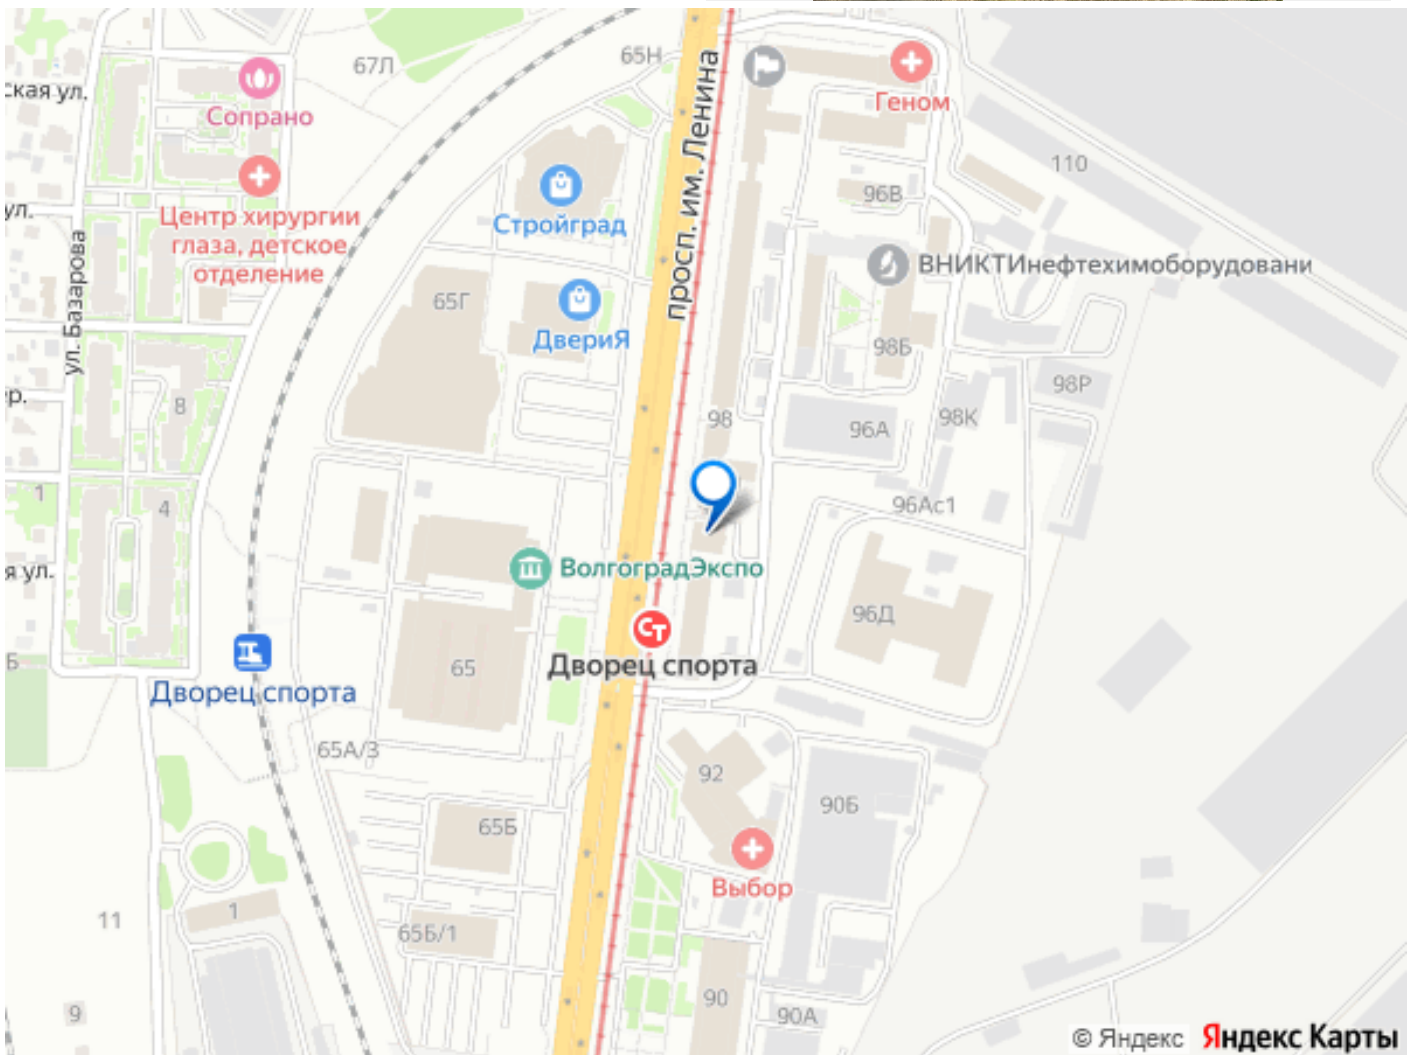 67Л
65Н
просп. им. Ленина
Геном
ская ул.
Сопрано
110
96В
Центр хирургии
глаза, детское
отделение
ул.
Стройград
ул. Базарова
ВНИКТИнефтехимоборудовани
65Г
ДвериЯ
98Б
98Р
8
98
96А
98К
1
4
96Ас1
я ул.
ВолгоградЭкспо
96Д
Ст
Дворец спорта
65
Дворец спорта
65А/3
92
90Б
65Б
Выбор
11
1
65Б/1
90
9
90А
© Яндекс Яндекс Карты